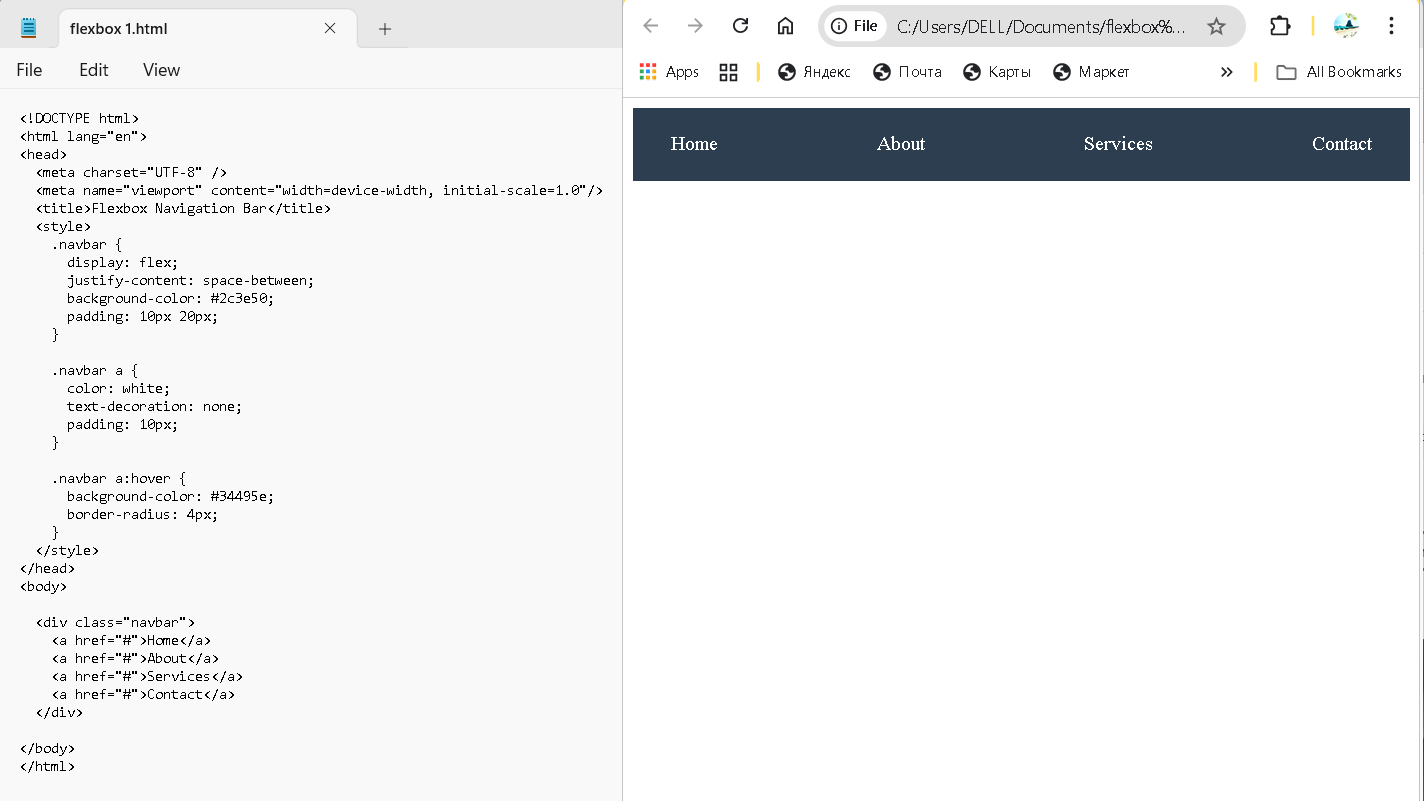 flexbox 1.html
File Edit View
<!DOCTYPE html>
<html lang="en">
<head>
  <meta charset="UTF-8" />
  <meta name="viewport" content="width=device-width, initial-scale=1.0"/>
  <title>Flexbox Navigation Bar</title>
  <style>
    .navbar {
      display: flex;
      justify-content: space-between;
      background-color: #2c3e50;
      padding: 10px 20px;
    }

    .navbar a {
      color: white;
      text-decoration: none;
      padding: 10px;
    }

    .navbar a:hover {
      background-color: #34495e;
      border-radius: 4px;
    }
  </style>
</head>
<body>

  <div class="navbar">
    <a href="#">Home</a>
    <a href="#">About</a>
    <a href="#">Services</a>
    <a href="#">Contact</a>
  </div>

</body>
</html>
File C:/Users/DELL/Documents/flexbox%...
Apps Яндекс Почта Карты Маркет » All Bookmarks
Home About Services Contact